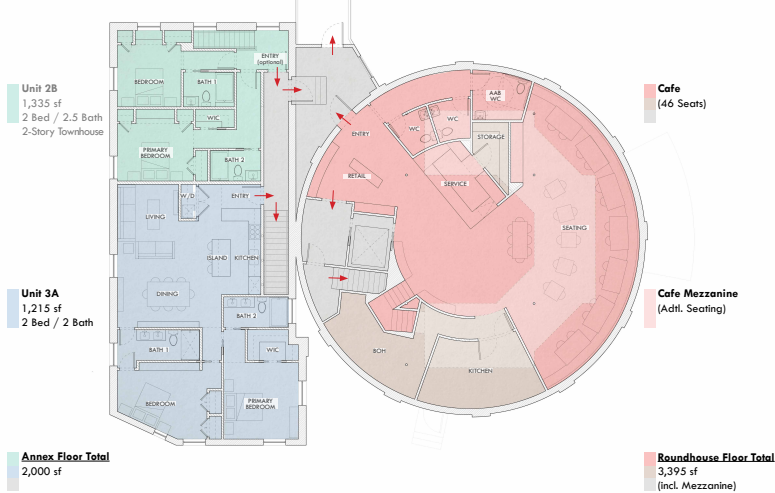 Unit 2B
1,335 sf
2 Bed / 2.5 Bath
2-Story Townhouse
Unit 3A
1,215 sf
2 Bed / 2 Bath
Annex Floor Total
2,000 sf
ENTRY
(optional)
BEDROOM
BATH 1
WIC
PRIMARY
BEDROOM
BATH 2
W/D
ENTRY
LIVING
ISLAND
KITCHEN
DINING
BATH 2
BATH 1
WIC
BEDROOM
PRIMARY
BEDROOM
ENTRY
WC
WC
AAB
WC
STORAGE
RETAIL
SERVICE
SEATING
BOH
KITCHEN
Cafe
(46 Seats)
Cafe Mezzanine
(Adtl. Seating)
Roundhouse Floor Total
3,395 sf
(incl. Mezzanine)